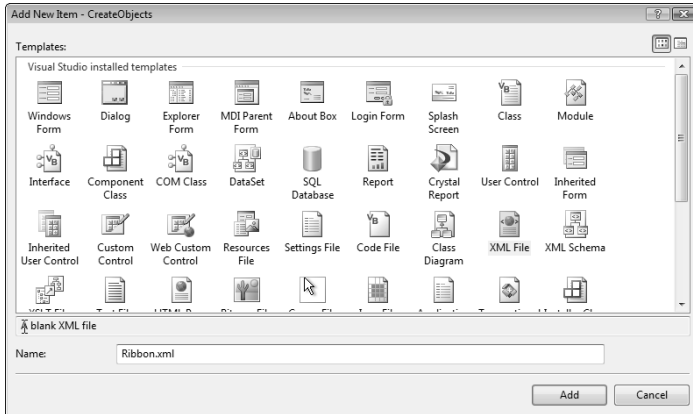 Add New Item - CreateObjects
Templates:
Visual Studio installed templates
Windows Form
Dialog
Explorer Form
MDI Parent Form
About Box
Login Form
Splash Screen
Class
Module
Interface
Component Class
COM Class
DataSet
SQL Database
Report
Crystal Report
User Control
Inherited Form
Inherited User Control
Custom Control
Web Custom Control
Resources File
Settings File
Code File
Class Diagram
XML File
XML Schema
A blank XML file
Name:
Ribbon.xml
Add
Cancel